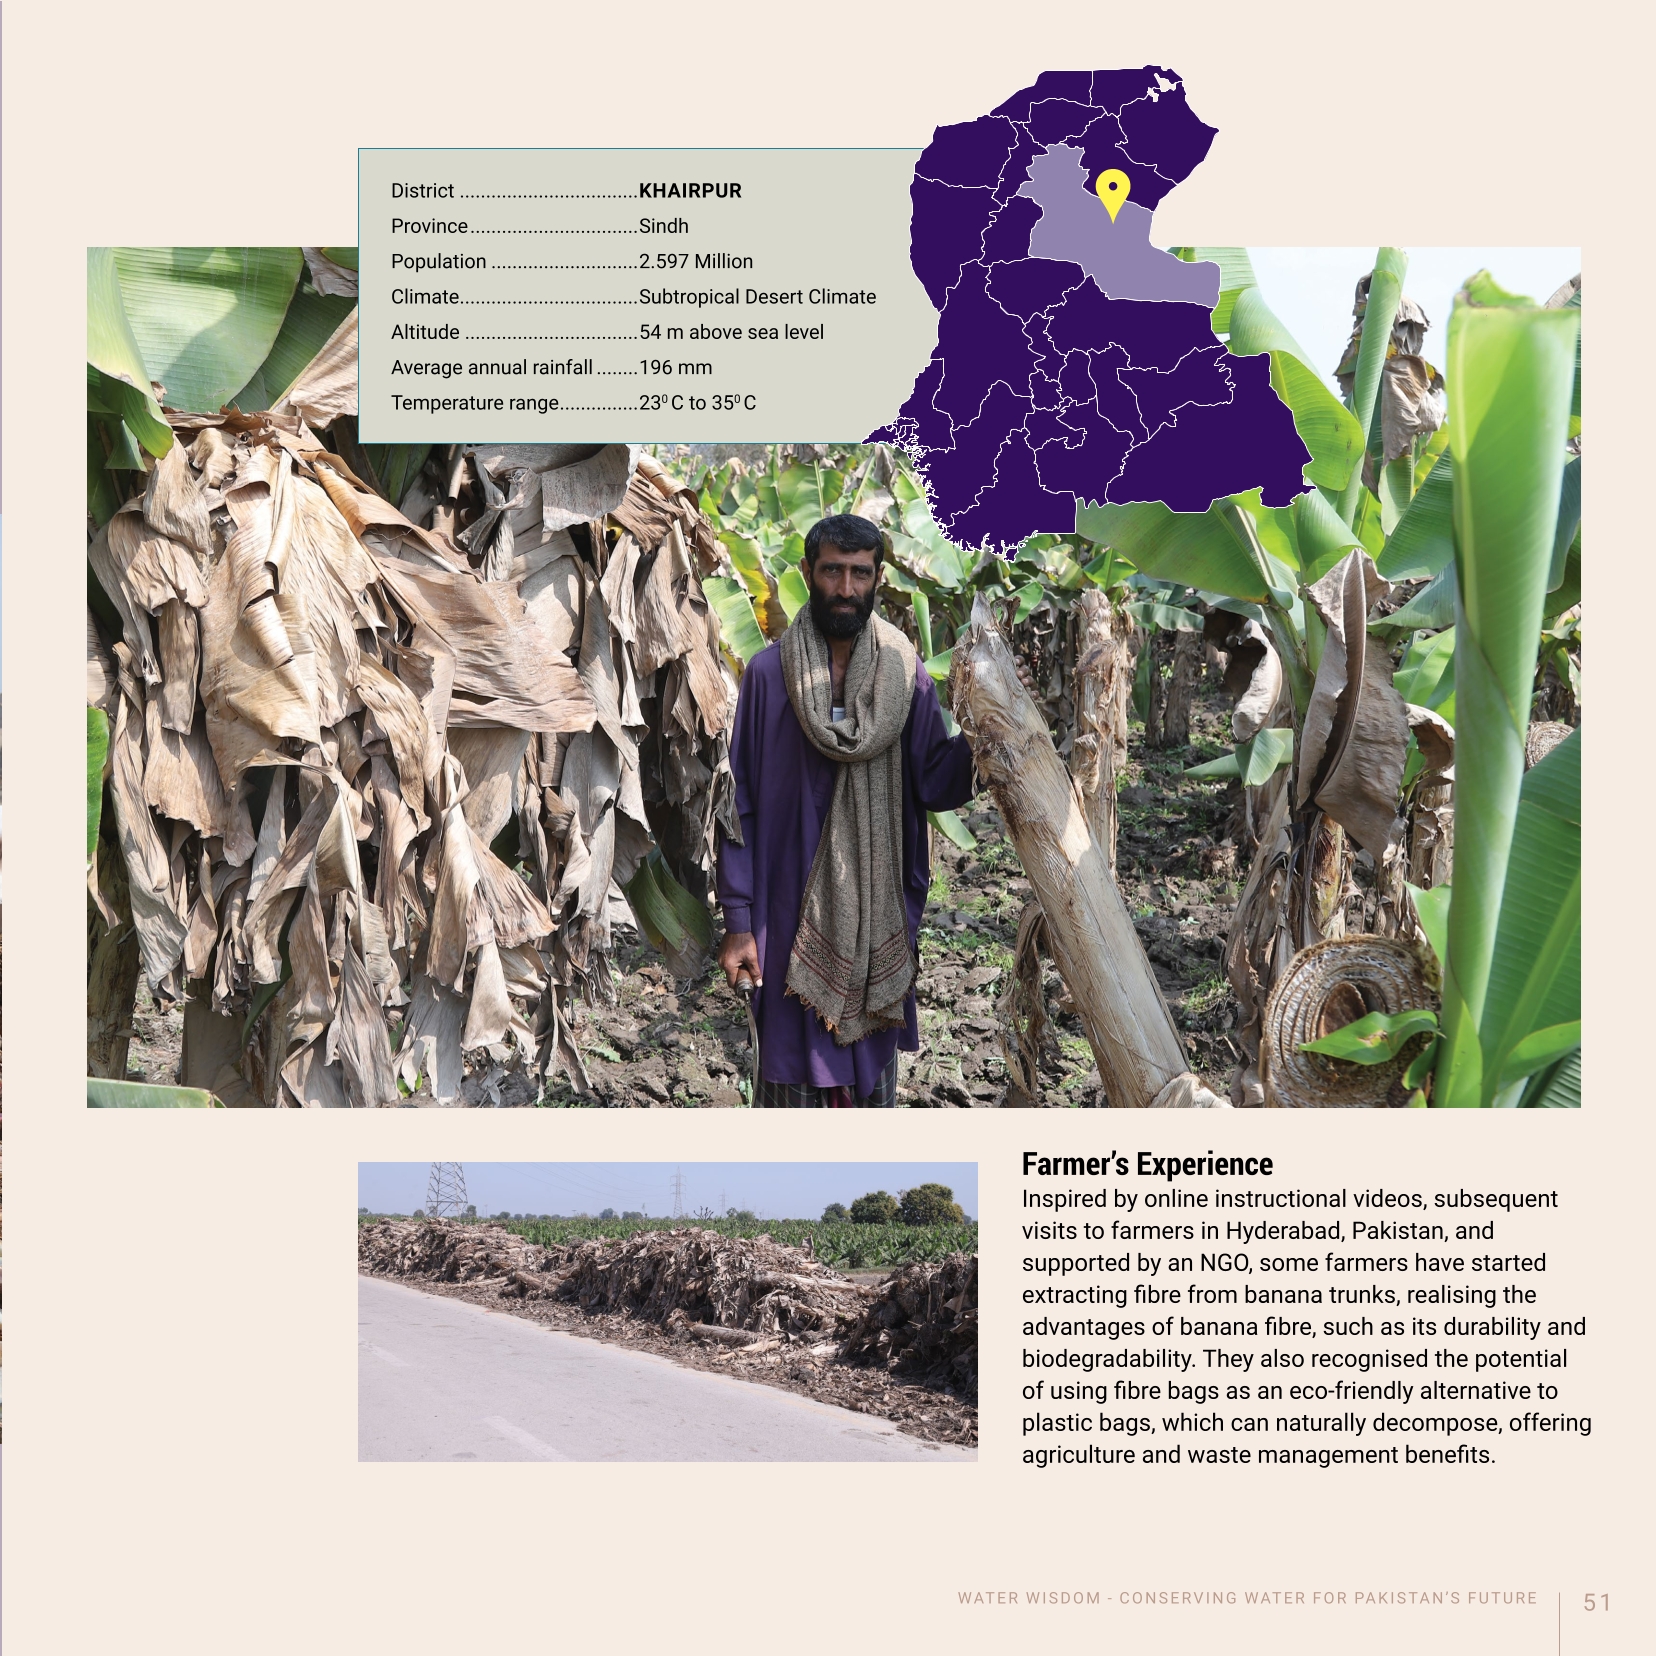 District ..................................KHAIRPUR
Province................................Sindh
Population ............................2.597 Million
Climate..................................Subtropical Desert Climate
Altitude .................................54 m above sea level
Average annual rainfall ........196 mm
Temperature range...............23⁰ C to 35⁰ C
Farmer’s Experience
Inspired by online instructional videos, subsequent
visits to farmers in Hyderabad, Pakistan, and
supported by an NGO, some farmers have started
extracting fibre from banana trunks, realising the
advantages of banana fibre, such as its durability and
biodegradability. They also recognised the potential
of using fibre bags as an eco-friendly alternative to
plastic bags, which can naturally decompose, offering
agriculture and waste management benefits.
WATER WISDOM - CONSERVING WATER FOR PAKISTAN’S FUTURE
51